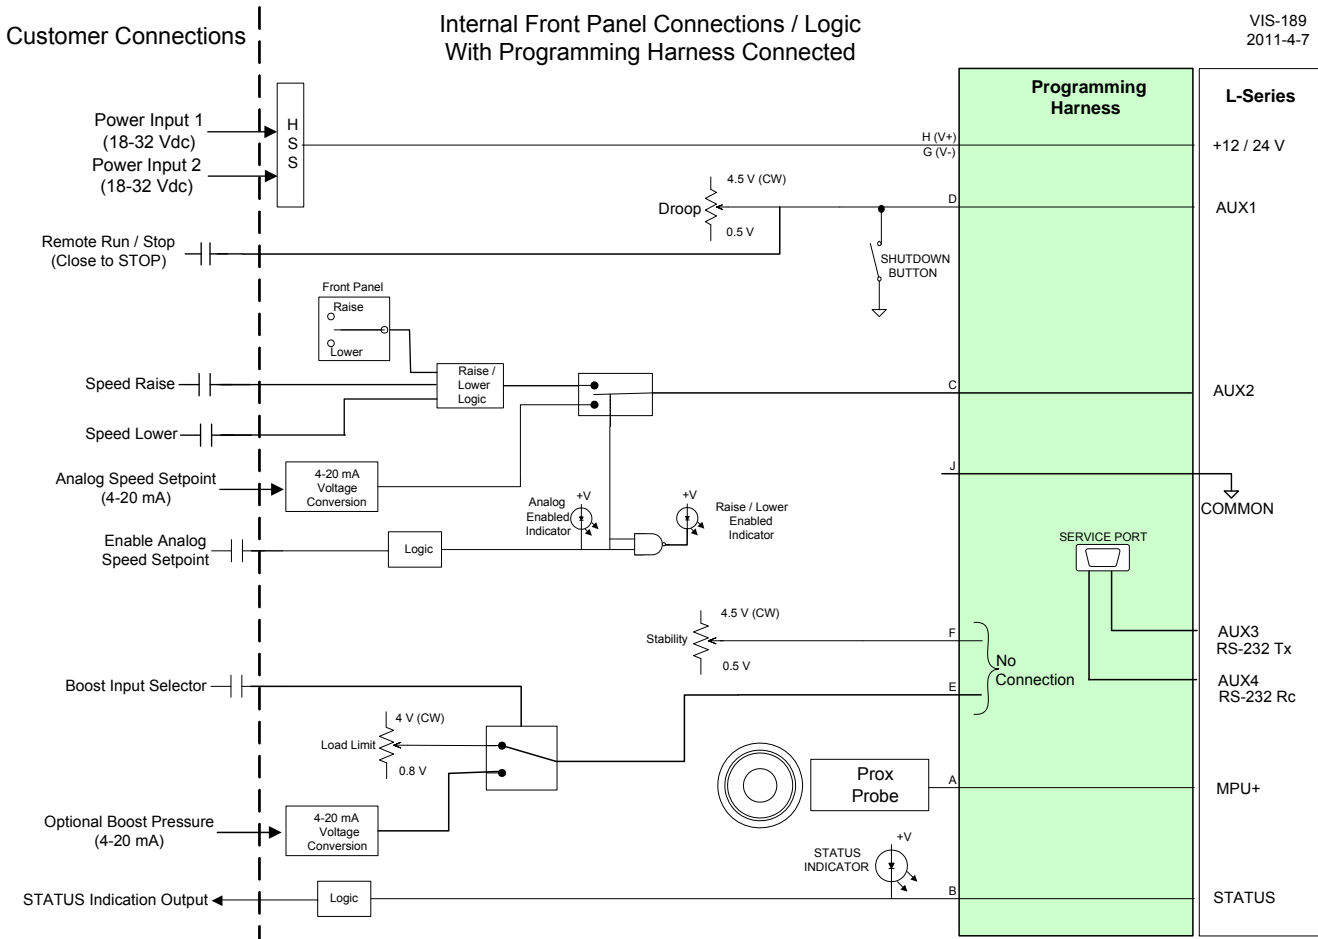 Customer Connections
Internal Front Panel Connections / Logic
With Programming Harness Connected
VIS-189
2011-4-7
Programming
Harness
L-Series
Power Input 1
(18-32 Vdc)
Power Input 2
(18-32 Vdc)
H
S
S
H (V+)
G (V-)
+12 / 24 V
4.5 V (CW)
Droop
0.5 V
D
AUX1
Remote Run / Stop
(Close to STOP)
SHUTDOWN
BUTTON
Front Panel
Raise
Lower
Speed Raise
Raise /
Lower
Logic
C
AUX2
Speed Lower
Analog Speed Setpoint
(4-20 mA)
4-20 mA
Voltage
Conversion
J
COMMON
Analog
Enabled
Indicator
+V
+V
Raise / Lower
Enabled
Indicator
Enable Analog
Speed Setpoint
Logic
SERVICE PORT
4.5 V (CW)
Stability
0.5 V
F
No
Connection
E
AUX3
RS-232 Tx
AUX4
RS-232 Rc
Boost Input Selector
4 V (CW)
Load Limit
0.8 V
Prox
Probe
A
MPU+
Optional Boost Pressure
(4-20 mA)
4-20 mA
Voltage
Conversion
STATUS
INDICATOR
+V
STATUS Indication Output
Logic
B
STATUS